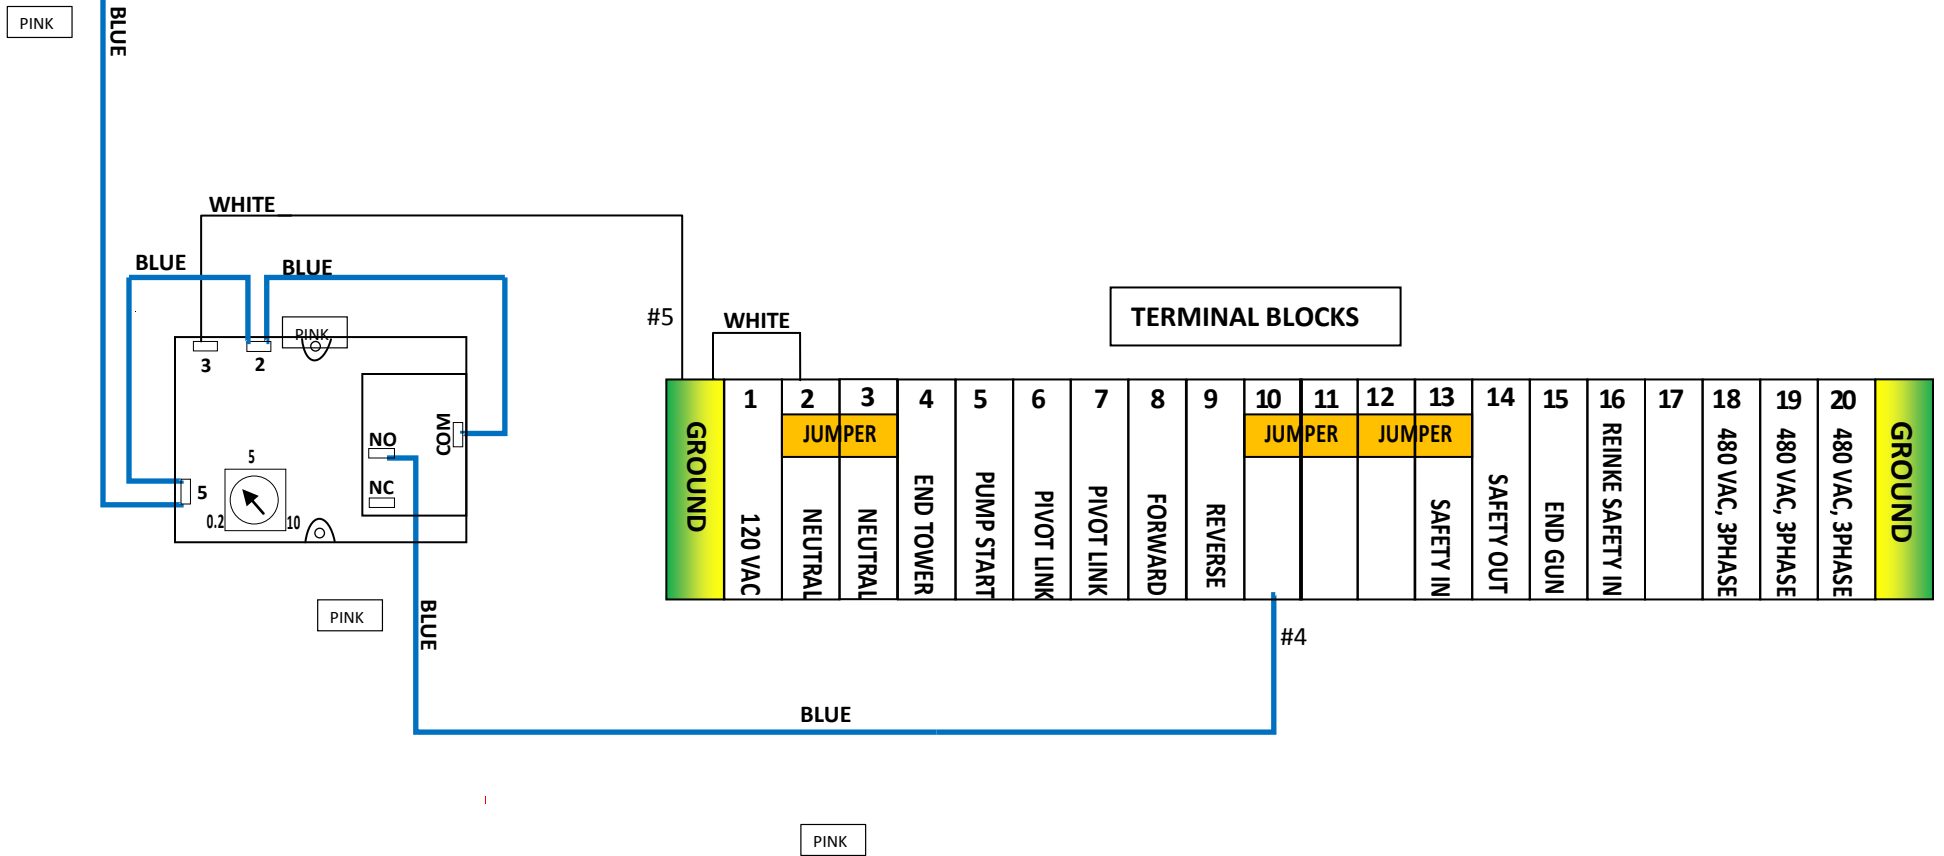 PINK
BLUE
WHITE
BLUE
BLUE
PINK
3
2
COM
NO
NC
5
5
0.2
10
PINK
BLUE
BLUE
#5
WHITE
TERMINAL BLOCKS
GROUND
1
120 VAC
2
NEUTRAL
3
NEUTRAL
JUMPER
4
END TOWER
5
PUMP START
6
PIVOT LINK
7
PIVOT LINK
8
FORWARD
9
REVERSE
10
11
JUMPER
12
13
JUMPER
SAFETY IN
14
SAFETY OUT
15
END GUN
16
REINKE SAFETY IN
17
18
480 VAC, 3PHASE
19
480 VAC, 3PHASE
20
480 VAC, 3PHASE
GROUND
#4
PINK